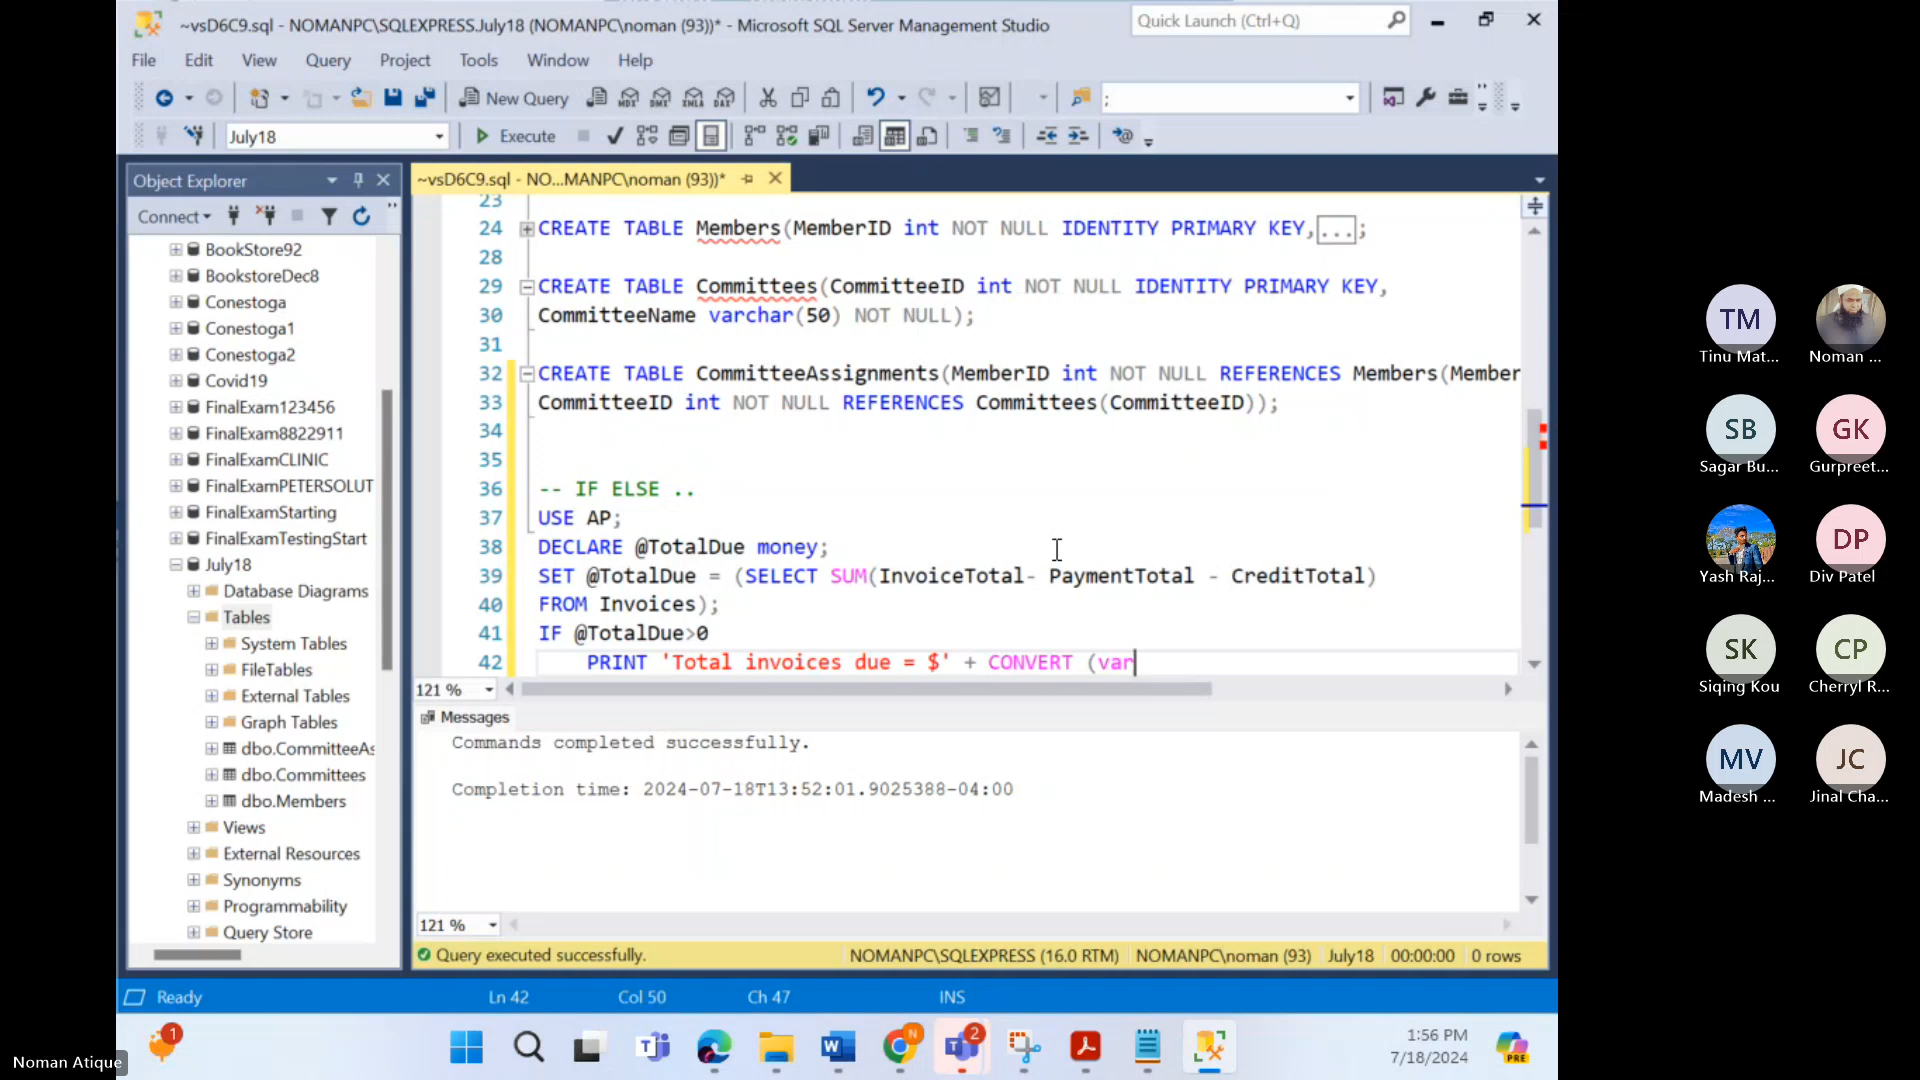 ~vsD6C9.sql - NOMANPC\SQLEXPRESS.July18 (NOMANPC\noman (93))* - Microsoft SQL Server Management Studio
Quick Launch (Ctrl+Q)
File Edit View Query Project Tools Window Help
New Query MDX DMX XMLA DAX ;
July18 Execute
Object Explorer
~vsD6C9.sql - NO...MANPC\noman (93))*
Connect
BookStore92
BookstoreDec8
Conestoga
Conestoga1
Conestoga2
Covid19
FinalExam123456
FinalExam8822911
FinalExamCLINIC
FinalExamPETERSOLUT
FinalExamStarting
FinalExamTestingStart
July18
Database Diagrams
Tables
System Tables
FileTables
External Tables
Graph Tables
dbo.CommitteeAs
dbo.Committees
dbo.Members
Views
External Resources
Synonyms
Programmability
Query Store
23
24 CREATE TABLE Members(MemberID int NOT NULL IDENTITY PRIMARY KEY,...;
28
29 CREATE TABLE Committees(CommitteeID int NOT NULL IDENTITY PRIMARY KEY,
30 CommitteeName varchar(50) NOT NULL);
31
32 CREATE TABLE CommitteeAssignments(MemberID int NOT NULL REFERENCES Members(Member
33 CommitteeID int NOT NULL REFERENCES Committees(CommitteeID));
34
35
36 -- IF ELSE ..
37 USE AP;
38 DECLARE @TotalDue money;
39 SET @TotalDue = (SELECT SUM(InvoiceTotal- PaymentTotal - CreditTotal)
40 FROM Invoices);
41 IF @TotalDue>0
42 PRINT 'Total invoices due = $' + CONVERT (var
121 %
Messages
Commands completed successfully.
Completion time: 2024-07-18T13:52:01.9025388-04:00
121 %
Query executed successfully. NOMANPC\SQLEXPRESS (16.0 RTM) NOMANPC\noman (93) July18 00:00:00 0 rows
Ready Ln 42 Col 50 Ch 47 INS
1 W N 2 PRE
1:56 PM
7/18/2024
TM
Tinu Mat...
Noman ...
SB
Sagar Bu...
GK
Gurpreet...
Yash Raj...
DP
Div Patel
SK
Siqing Kou
CP
Cherryl R...
MV
Madesh ...
JC
Jinal Cha...
Noman Atique